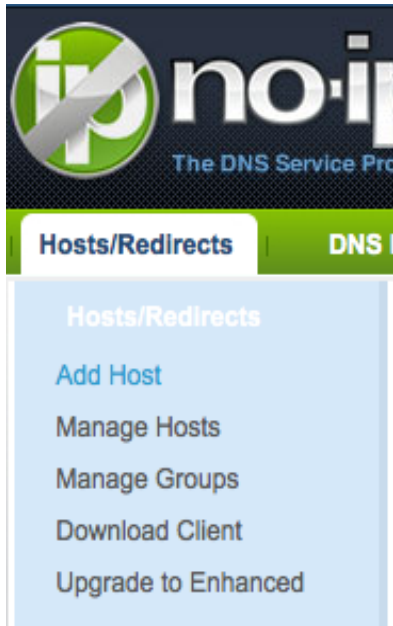 ip no-ip
The DNS Service
Hosts/Redirects DNS
Hosts/Redirects
Add Host
Manage Hosts
Manage Groups
Download Client
Upgrade to Enhanced